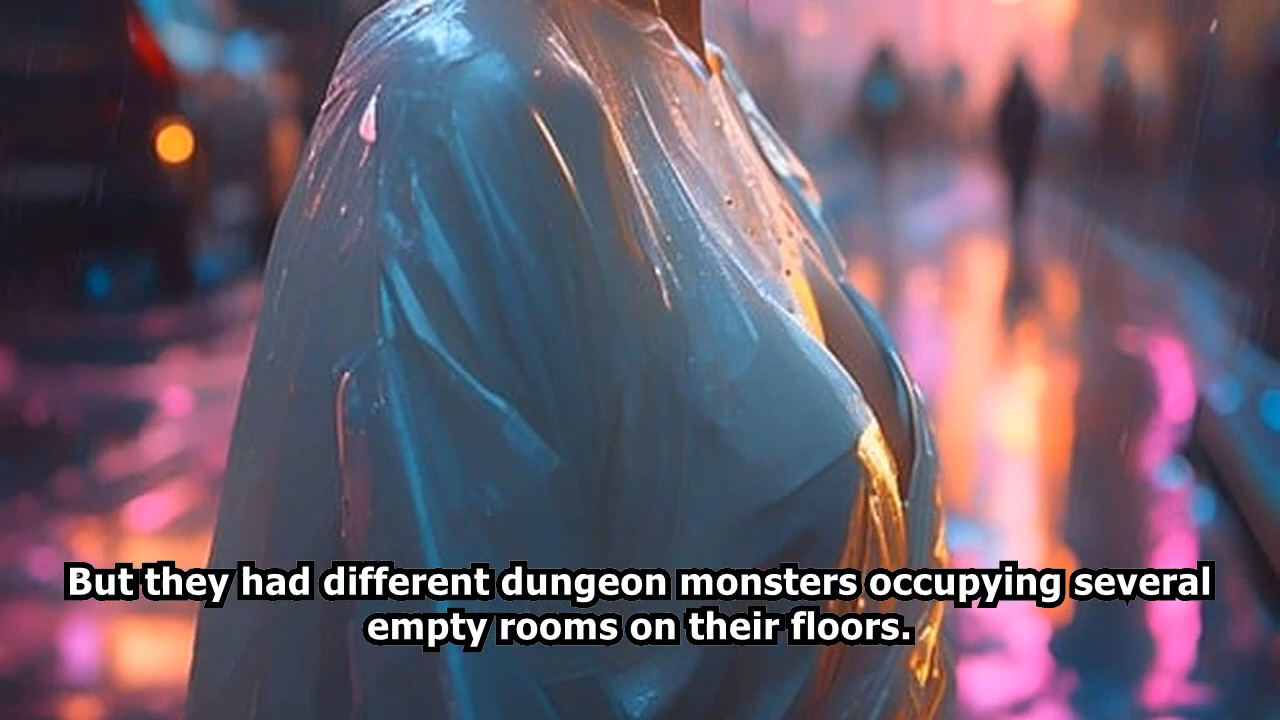 But they had different dungeon monsters occupying several
empty rooms on their floors.